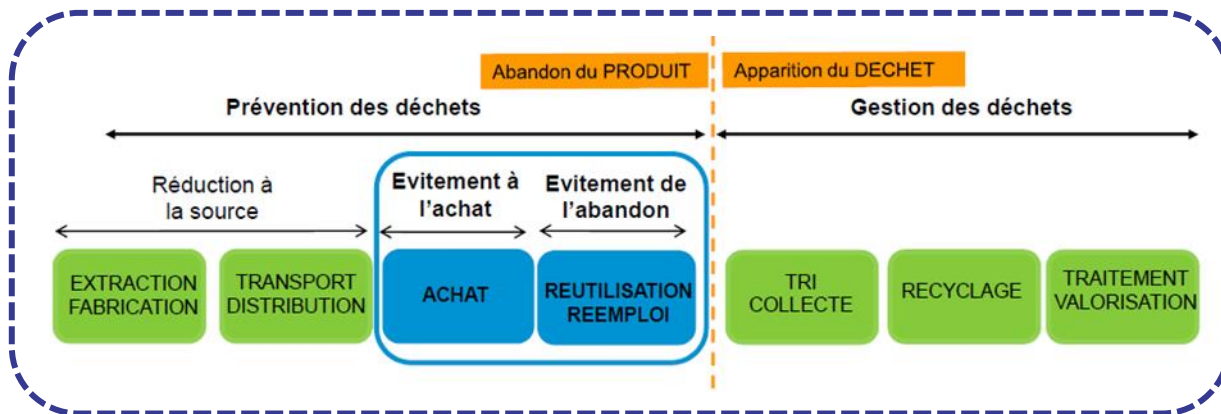 Abandon du PRODUIT
Apparition du DECHET
Prévention des déchets
Gestion des déchets
Réduction à
la source
Evitement à
l'achat
Evitement de
l'abandon
EXTRACTION
FABRICATION
TRANSPORT
DISTRIBUTION
ACHAT
REUTILISATION
REEMPLOI
TRI
COLLECTE
RECYCLAGE
TRAITEMENT
VALORISATION